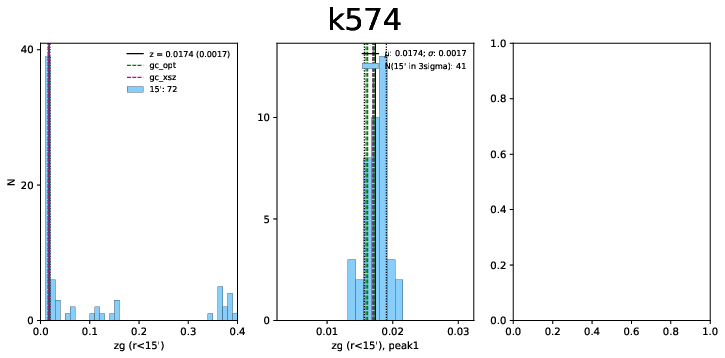 k574
z = 0.0174 (0.0017)
gc_opt
gc_xsz
15': 72
N
40
20
0
0.0 0.1 0.2 0.3 0.4
zg (r<15')
μ: 0.0174; σ: 0.0017
N(15' in 3sigma): 41
10
5
0
0.01 0.02 0.03
zg (r<15'), peak1
1.0
0.8
0.6
0.4
0.2
0.0
0.0 0.2 0.4 0.6 0.8 1.0